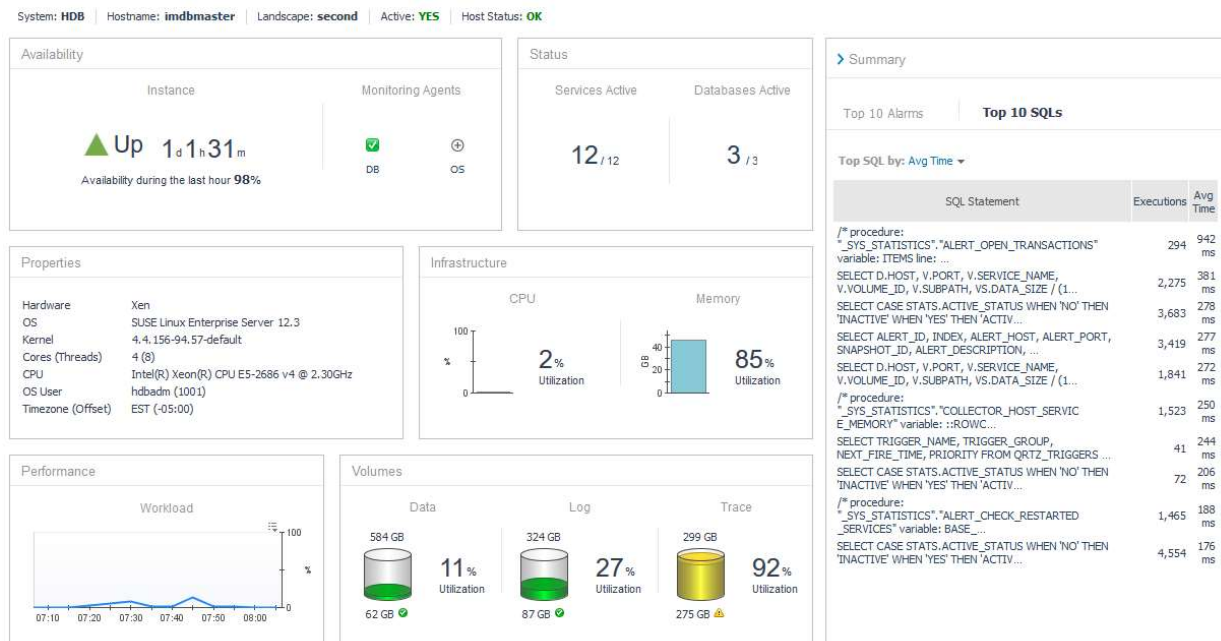 System: HDB Hostname: imdbmaster Landscape: second Active: YES Host Status: OK
Availability
Instance
Monitoring Agents
Up 1d1h31m
Availability during the last hour 98%
DB
OS
Status
Services Active
Databases Active
12/ 12
3 / 3
Properties
Hardware Xen
OS SUSE Linux Enterprise Server 12.3
Kernel 4.4.156-94.57-default
Cores (Threads) 4 (8)
CPU Intel(R) Xeon(R) CPU E5-2686 v4 @ 2.30GHz
OS User hdbadm (1001)
Timezone (Offset) EST (-05:00)
Infrastructure
CPU
100
%
0
2%
Utilization
Memory
40
GB
20
0
85%
Utilization
Performance
Workload
100
%
0
07:10 07:20 07:30 07:40 07:50 08:00
Volumes
Data
584 GB
11%
Utilization
62 GB
Log
324 GB
27%
Utilization
87 GB
Trace
299 GB
92%
Utilization
275 GB
Summary
Top 10 Alarms
Top 10 SQLs
Top SQL by: Avg Time
SQL Statement Executions Avg Time
/* procedure:
"_SYS_STATISTICS"."ALERT_OPEN_TRANSACTIONS"
variable: ITEMS line: ...
294 942 ms
SELECT D.HOST, V.PORT, V.SERVICE_NAME,
V.VOLUME_ID, V.SUBPATH, VS.DATA_SIZE / (1...
2,275 381 ms
SELECT CASE STATS.ACTIVE_STATUS WHEN 'NO' THEN
'INACTIVE' WHEN 'YES' THEN 'ACTIV...
3,683 278 ms
SELECT ALERT_ID, INDEX, ALERT_HOST, ALERT_PORT,
SNAPSHOT_ID, ALERT_DESCRIPTION, ...
3,419 277 ms
SELECT D.HOST, V.PORT, V.SERVICE_NAME,
V.VOLUME_ID, V.SUBPATH, VS.DATA_SIZE / (1...
1,841 272 ms
/* procedure:
"_SYS_STATISTICS"."COLLECTOR_HOST_SERVIC
E_MEMORY" variable: ::ROWC...
1,523 250 ms
SELECT TRIGGER_NAME, TRIGGER_GROUP,
NEXT_FIRE_TIME, PRIORITY FROM QRTZ_TRIGGERS ...
41 244 ms
SELECT CASE STATS.ACTIVE_STATUS WHEN 'NO' THEN
'INACTIVE' WHEN 'YES' THEN 'ACTIV...
72 206 ms
/* procedure:
"_SYS_STATISTICS"."ALERT_CHECK_RESTARTED
_SERVICES" variable: BASE_...
1,465 188 ms
SELECT CASE STATS.ACTIVE_STATUS WHEN 'NO' THEN
'INACTIVE' WHEN 'YES' THEN 'ACTIV...
4,554 176 ms